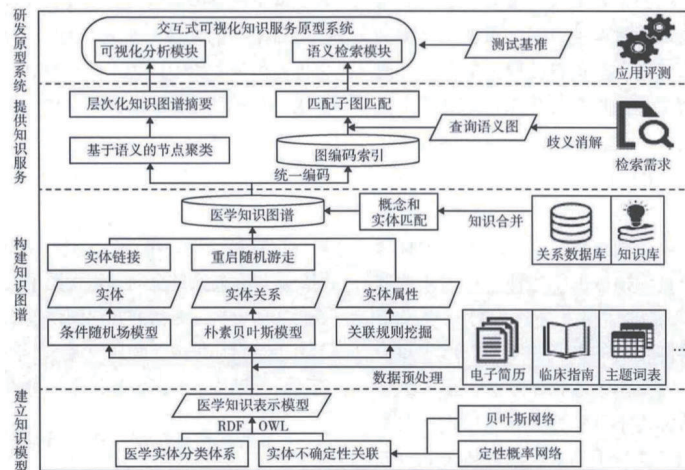 研发原型系统
交互式可视化知识服务原型系统
可视化分析模块
语义检索模块
测试基准
应用评测
提供知识服务
层次化知识图谱摘要
匹配子图匹配
查询语义图
基于语义的节点聚类
图编码索引
歧义消解
检索需求
统一编码
构建知识图谱
医学知识图谱
概念和
实体匹配
知识合并
关系数据库
知识库
实体链接
重启随机游走
实体
实体关系
实体属性
条件随机场模型
朴素贝叶斯模型
关联规则挖掘
...
数据预处理
电子简历
临床指南
主题词表
建立知识模型
医学知识表示模型
RDF
OWL
贝叶斯网络
医学实体分类体系
实体不确定性关联
定性概率网络